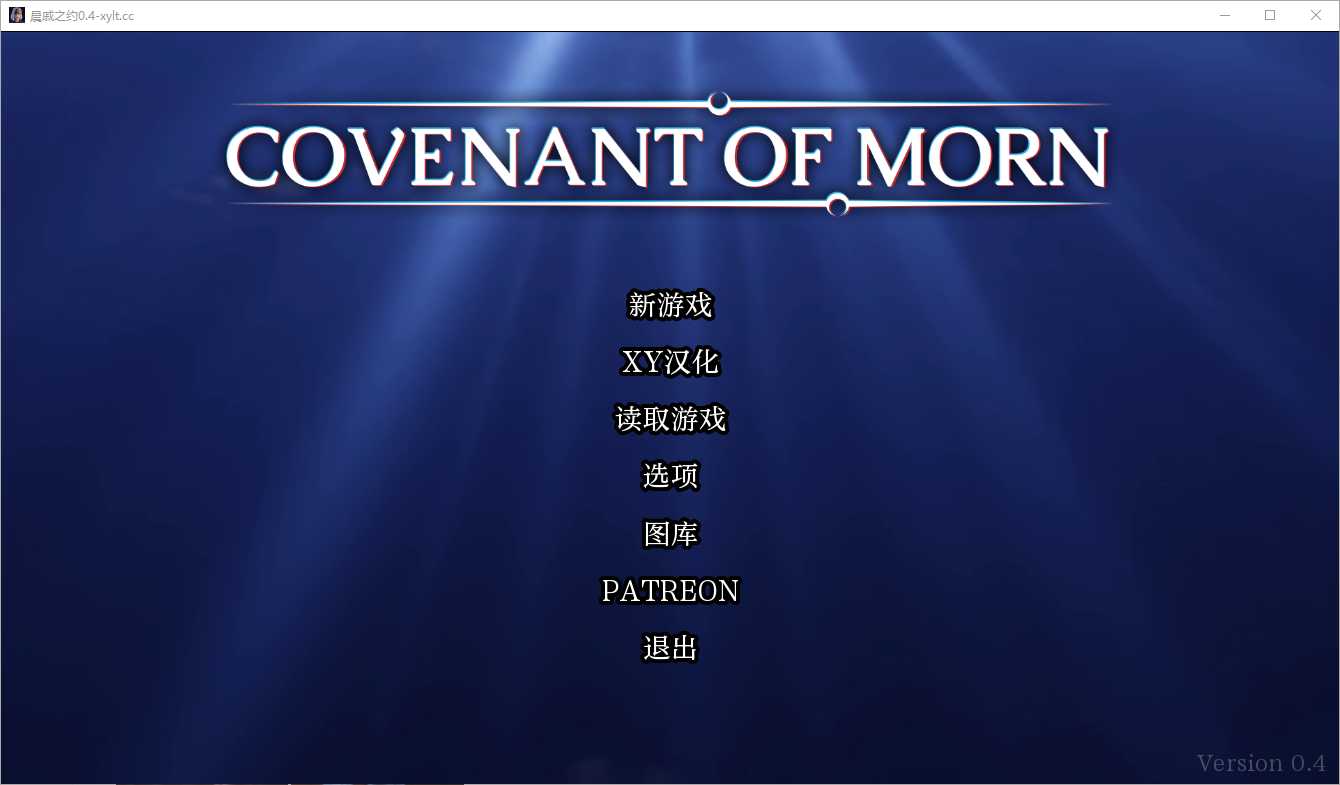 晨戚之约0.4-xylt.cc
COVENANT OF MORN
新游戏
XY汉化
读取游戏
选项
图库
PATREON
退出
Version 0.4